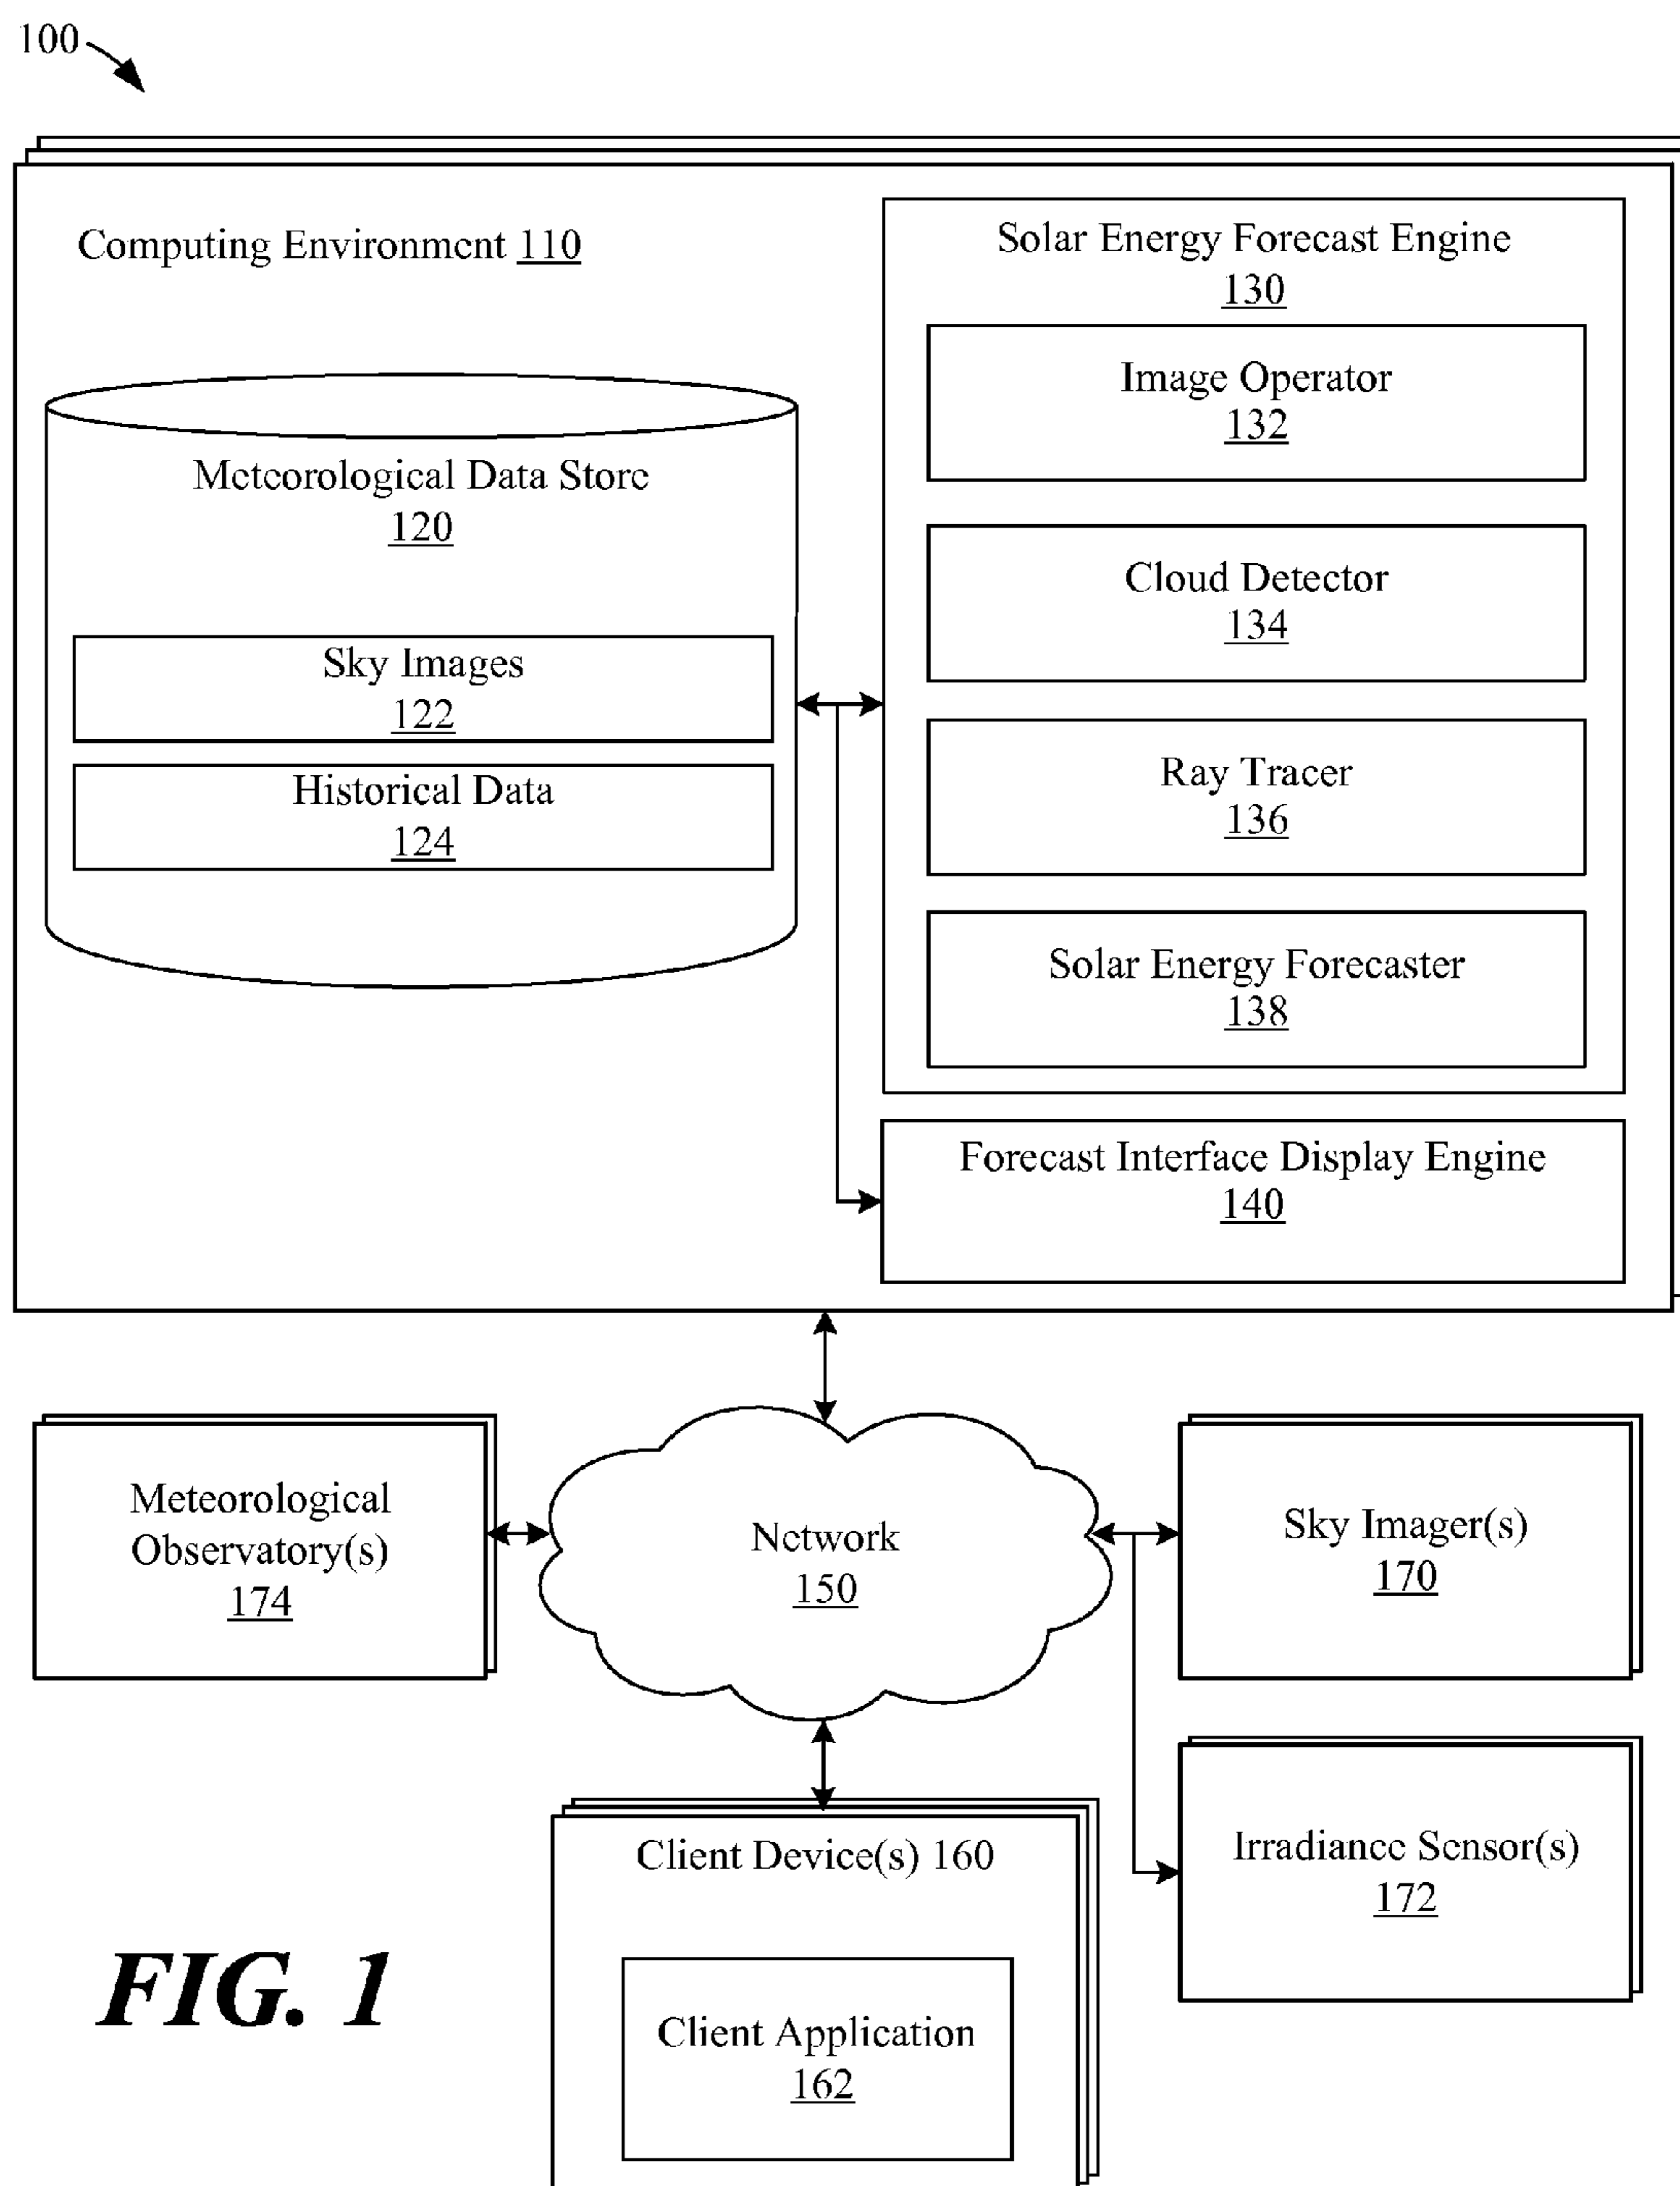 100
Computing Environment 110
Meteorological Data Store
120
Sky Images
122
Historical Data
124
Solar Energy Forecast Engine
130
Image Operator
132
Cloud Detector
134
Ray Tracer
136
Solar Energy Forecaster
138
Forecast Interface Display Engine
140
Meteorological
Observatory(s)
174
Network
150
Sky Imager(s)
170
Irradiance Sensor(s)
172
Client Device(s) 160
Client Application
162
FIG. 1